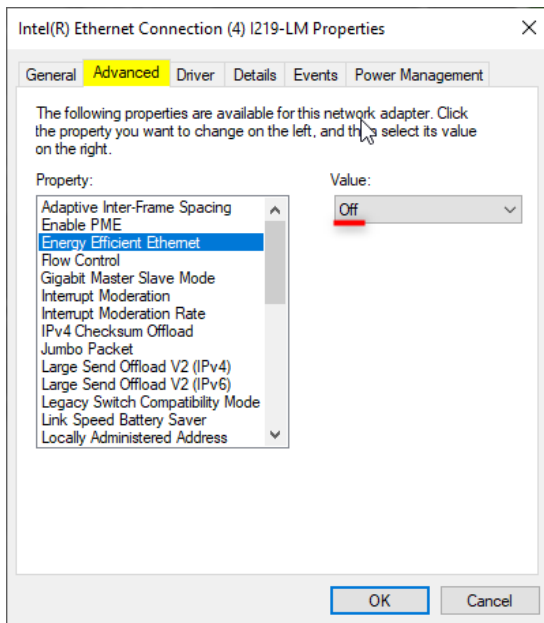 Intel(R) Ethernet Connection (4) I219-LM Properties
General Advanced Driver Details Events Power Management
The following properties are available for this network adapter. Click
the property you want to change on the left, and then select its value
on the right.
Property:
Value:
Adaptive Inter-Frame Spacing
Enable PME
Energy Efficient Ethernet
Flow Control
Gigabit Master Slave Mode
Interrupt Moderation
Interrupt Moderation Rate
IPv4 Checksum Offload
Jumbo Packet
Large Send Offload V2 (IPv4)
Large Send Offload V2 (IPv6)
Legacy Switch Compatibility Mode
Link Speed Battery Saver
Locally Administered Address
Off
OK
Cancel